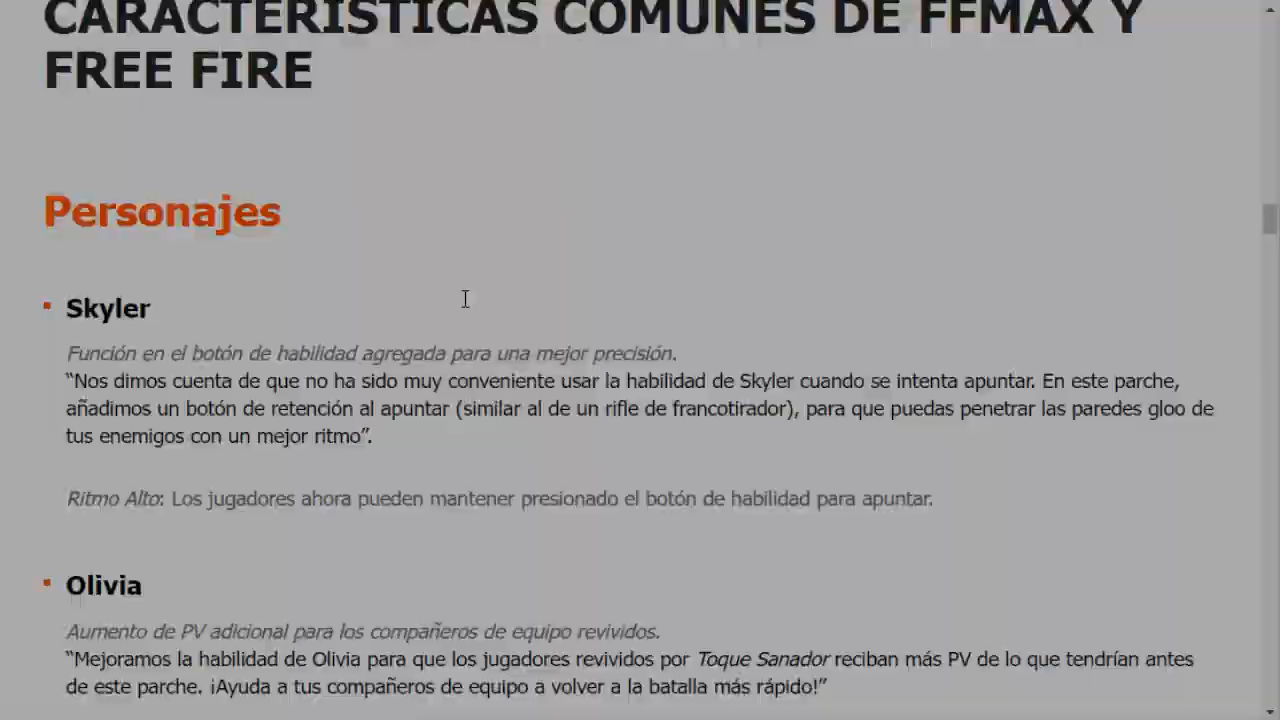 CARACTERÍSTICAS COMUNES DE FFMAX Y
FREE FIRE
Personajes
Skyler
Función en el botón de habilidad agregada para una mejor precisión.
“Nos dimos cuenta de que no ha sido muy conveniente usar la habilidad de Skyler cuando se intenta apuntar. En este parche,
añadimos un botón de retención al apuntar (similar al de un rifle de francotirador), para que puedas penetrar las paredes gloo de
tus enemigos con un mejor ritmo”.
Ritmo Alto: Los jugadores ahora pueden mantener presionado el botón de habilidad para apuntar.
Olivia
Aumento de PV adicional para los compañeros de equipo revividos.
“Mejoramos la habilidad de Olivia para que los jugadores revividos por Toque Sanador reciban más PV de lo que tendrían antes
de este parche. ¡Ayuda a tus compañeros de equipo a volver a la batalla más rápido!”